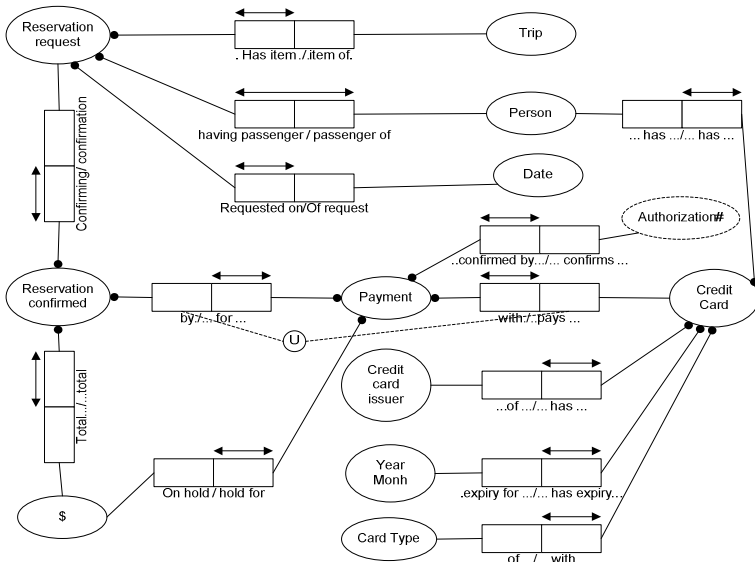 Reservation
request
. Has item ./.item of.
Trip
having passenger / passenger of
Person
... has .../... has ...
Requested on/Of request
Date
Confirming/ confirmation
Authorization#
..confirmed by.../... confirms ...
Reservation
confirmed
by./... for ...
Payment
with:/..pays ...
Credit
Card
U
Total.../...total
Credit
card
issuer
...of .../... has ...
$
On hold / hold for
Year
Monh
.expiry for .../... has expiry...
Card Type
of .../... with